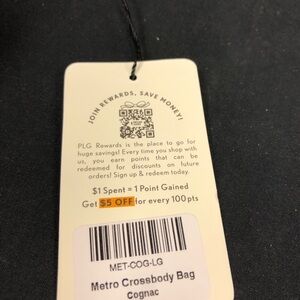 JOIN REWARDS, SAVE MONEY!
PLG Rewards is the place to go for
huge savings! Every time you shop with
us, you earn points that can be
redeemed for discounts on future
orders! Sign up & redeem today.
$1 Spent = 1 Point Gained
Get $5 OFF for every 100pts
MET-COG-LG
Metro Crossbody Bag
Cognac